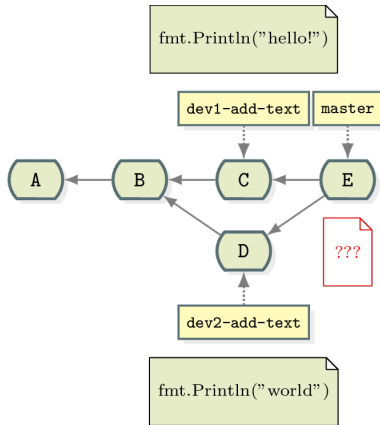 fmt.Println("hello!")
dev1-add-text
master
A
B
C
E
D
???
dev2-add-text
fmt.Println("world")